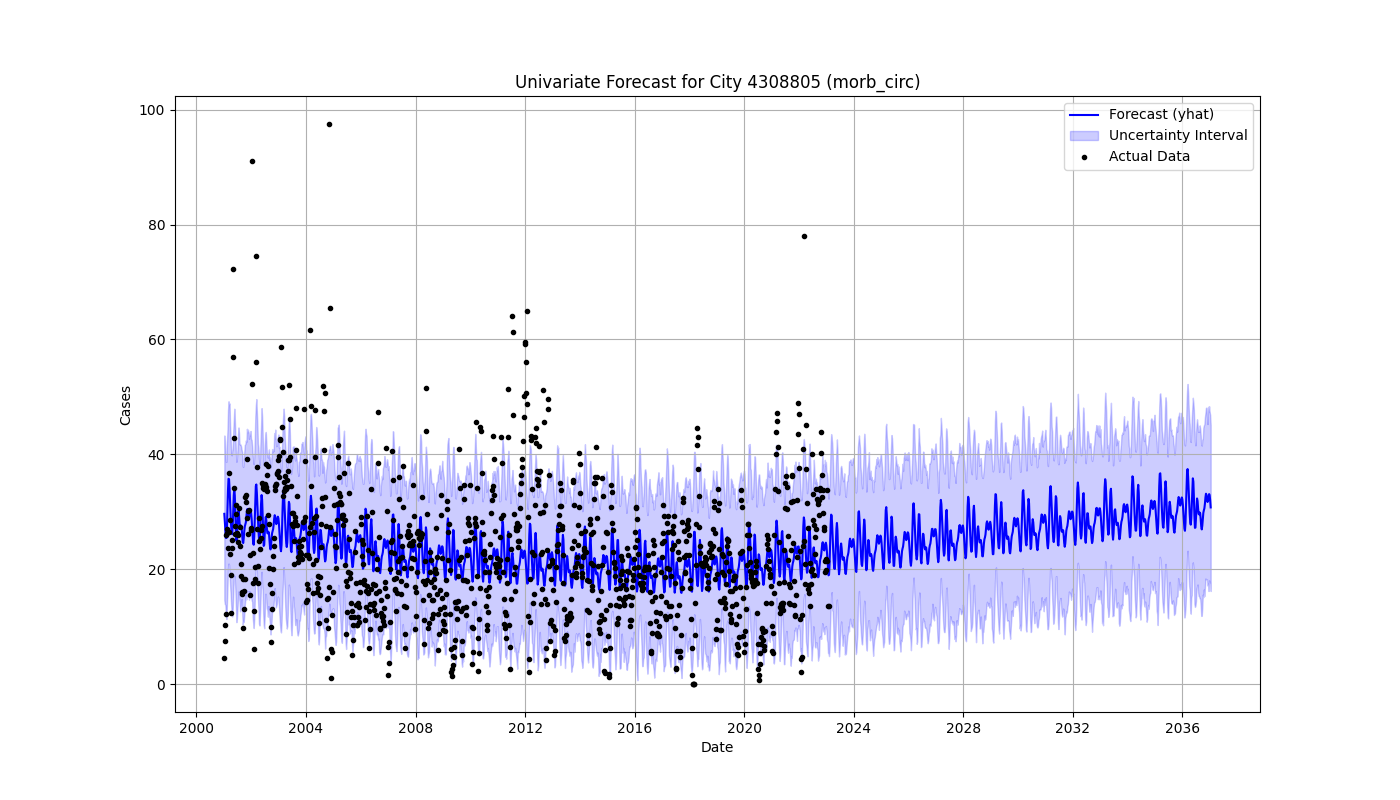 Univariate Forecast for City 4308805 (morb_circ)
Forecast (yhat)
Uncertainty Interval
Actual Data
100
80
60
40
20
0
Cases
2000 2004 2008 2012 2016 2020 2024 2028 2032 2036
Date